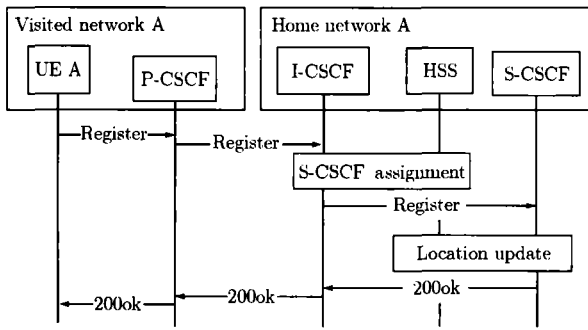 Visited network A
Home network A
UE A
P-CSCF
I-CSCF
HSS
S-CSCF
Register
Register
S-CSCF assignment
Register
Location update
200ok
200ok
200ok